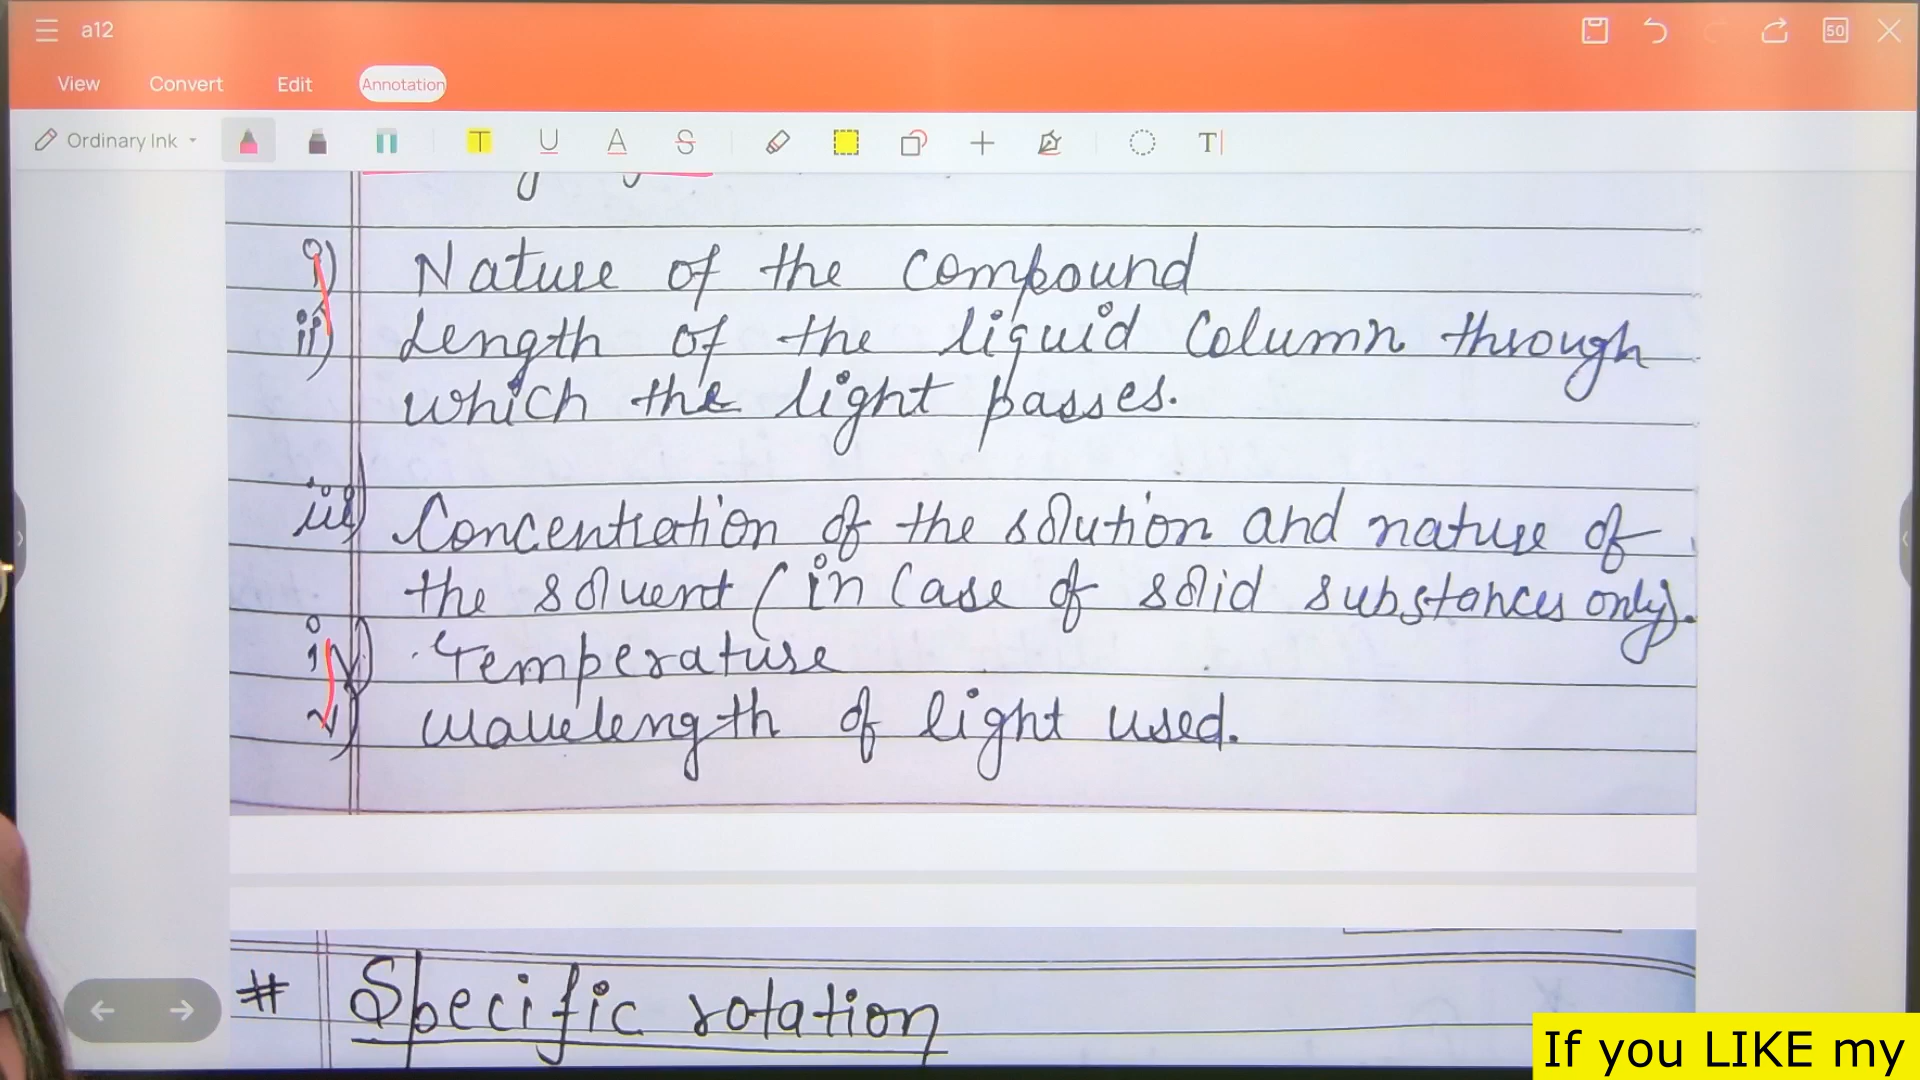 a12
50
View Convert Edit Annotation
Ordinary Ink T U A S T
i) Nature of the compound
ii) Length of the liquid column through
which the light passes.
iii) Concentration of the solution and nature of
the solvent (in case of solid substances only).
iv) Temperature
v) wavelength of light used.
# Specific rotation
If you LIKE my